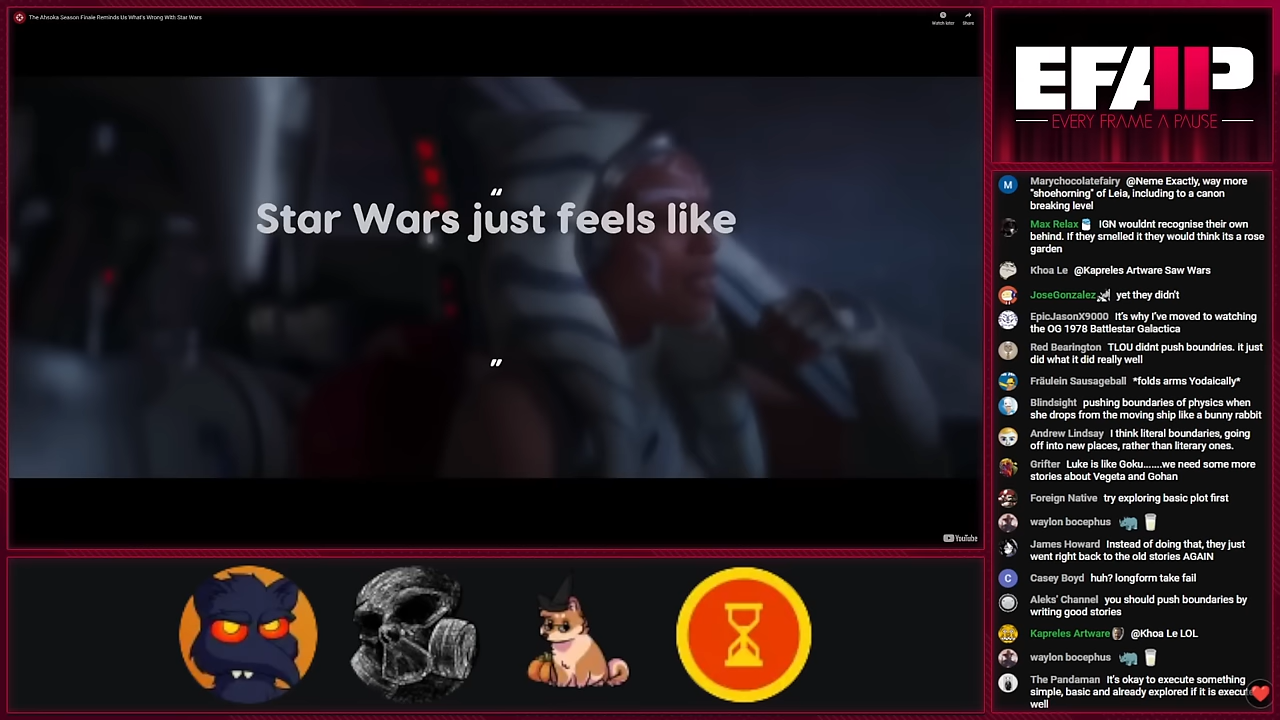 The Ahsoka Season Finale Reminds Us What's Wrong With Star Wars
Watch later
Share
“
Star Wars just feels like
”
YouTube
EFAP
EVERY FRAME A PAUSE
M
Marychocolatefairy @Neme Exactly, way more
"shoehorning" of Leia, including to a canon
breaking level
Max Relax IGN wouldnt recognise their own
behind. If they smelled it they would think its a rose
garden
Khoa Le @Kapreles Artware Saw Wars
JoseGonzalez yet they didn't
EpicJasonX9000 It's why I've moved to watching
the OG 1978 Battlestar Galactica
Red Bearington TLOU didnt push boundries. it just
did what it did really well
Fräulein Sausageball *folds arms Yodaically*
Blindsight pushing boundaries of physics when
she drops from the moving ship like a bunny rabbit
Andrew Lindsay I think literal boundaries, going
off into new places, rather than literary ones.
Grifter Luke is like Goku.......we need some more
stories about Vegeta and Gohan
Foreign Native try exploring basic plot first
waylon bocephus
James Howard Instead of doing that, they just
went right back to the old stories AGAIN
C
Casey Boyd huh? longform take fail
Aleks' Channel you should push boundaries by
writing good stories
Kapreles Artware @Khoa Le LOL
waylon bocephus
The Pandaman It's okay to execute something
simple, basic and already explored if it is execut
well